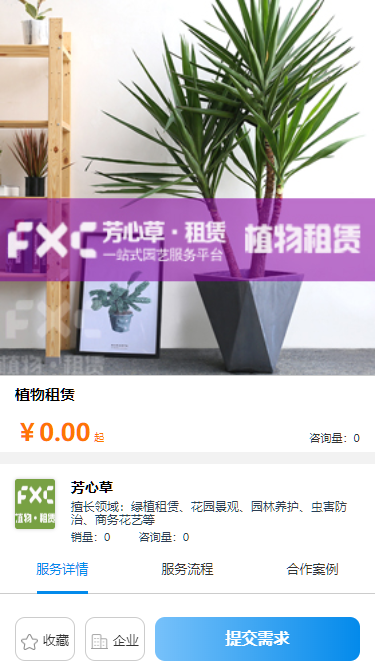 FXC
芳心草·租赁
一站式园艺服务平台
植物租赁
FXC
植物·租赁
植物租赁
￥0.00起
咨询量：0
FXC
植物·租赁
芳心草
擅长领域：绿植租赁、花园景观、园林养护、虫害防
治、商务花艺等
销量：0 咨询量：0
服务详情 服务流程 合作案例
收藏 企业 提交需求